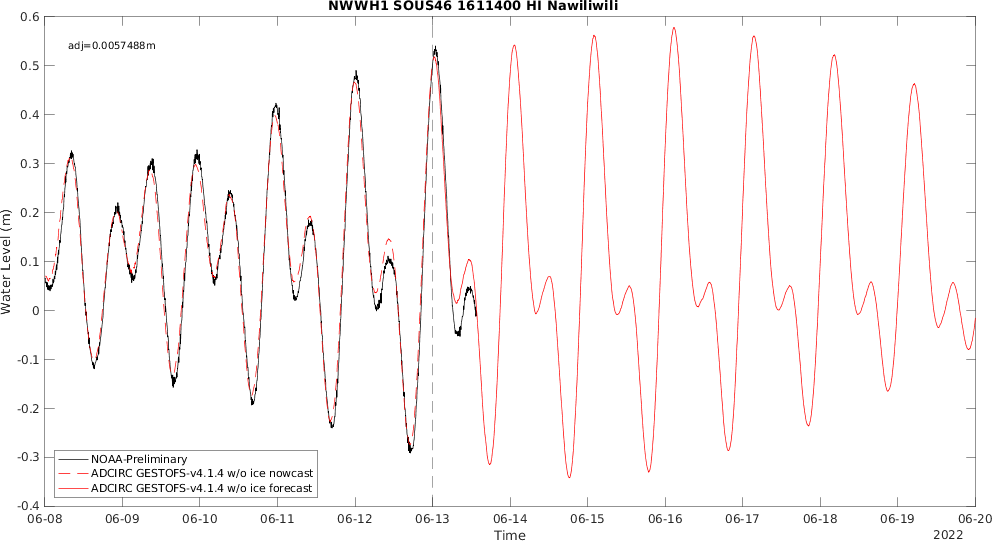 NWWH1 SOUS46 1611400 HI Nawiliwili
adj=0.0057488m
Water Level (m)
0.6
0.5
0.4
0.3
0.2
0.1
0
-0.1
-0.2
-0.3
-0.4
NOAA-Preliminary
ADCIRC GESTOFS-v4.1.4 w/o ice nowcast
ADCIRC GESTOFS-v4.1.4 w/o ice forecast
06-08 06-09 06-10 06-11 06-12 06-13 06-14 06-15 06-16 06-17 06-18 06-19 06-20
Time
2022